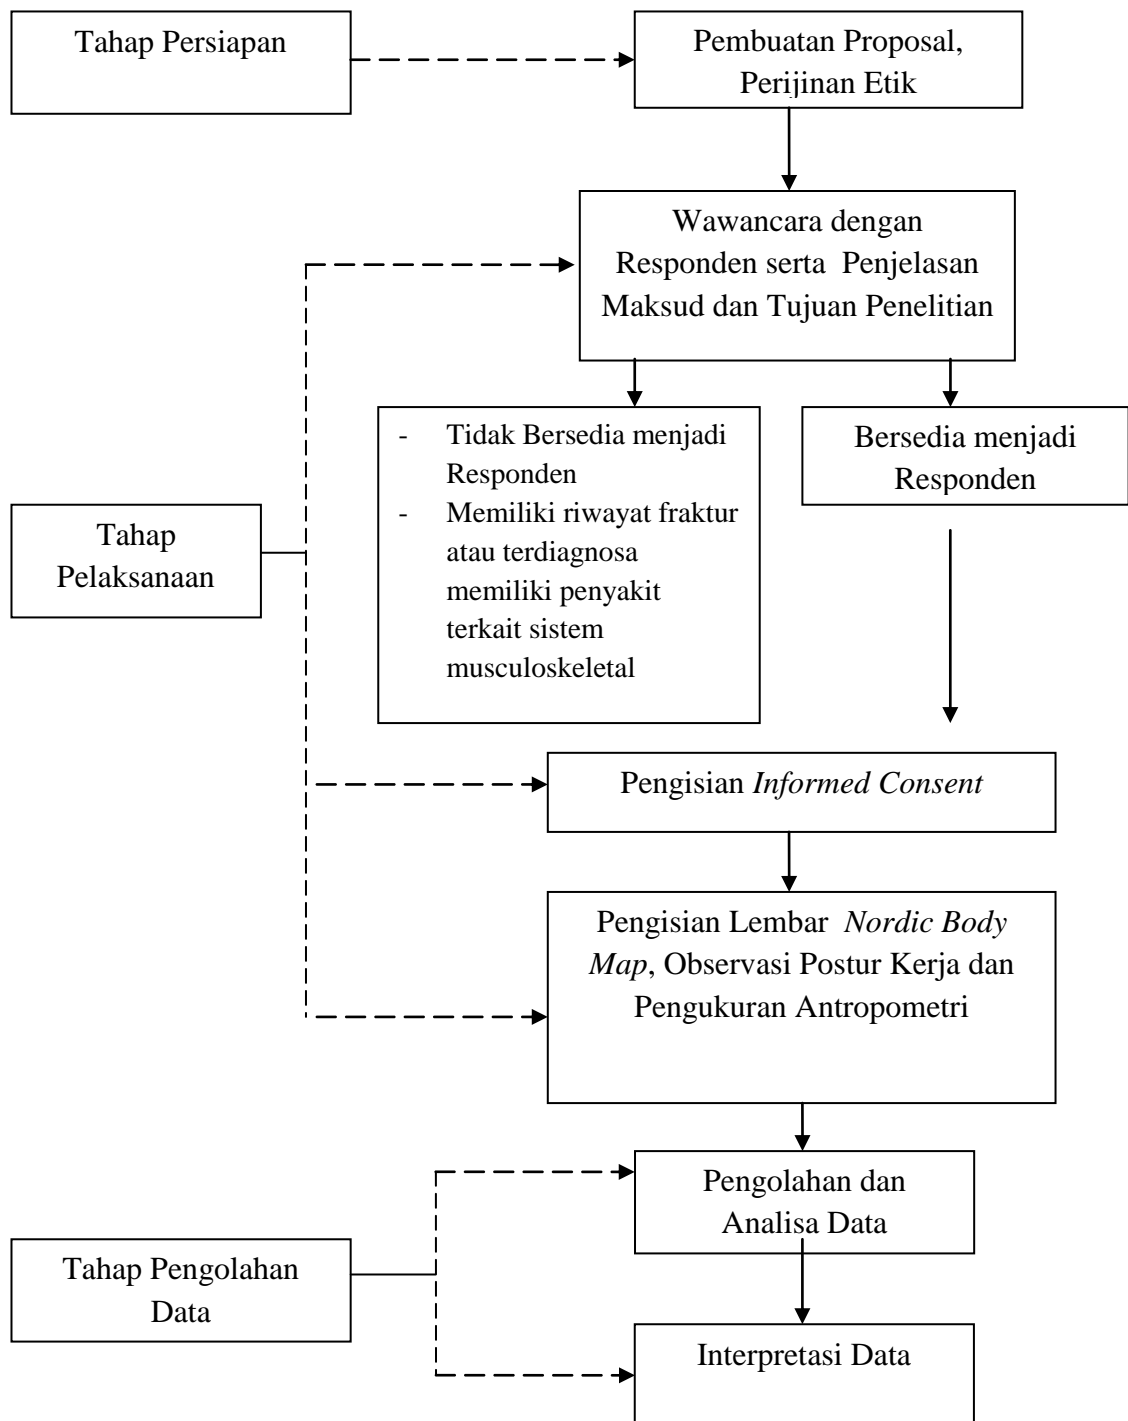 Tahap Persiapan
Pembuatan Proposal,
Perijinan Etik
Wawancara dengan
Responden serta Penjelasan
Maksud dan Tujuan Penelitian
- Tidak Bersedia menjadi
Responden
- Memiliki riwayat fraktur
atau terdiagnosa
memiliki penyakit
terkait sistem
musculoskeletal
Bersedia menjadi
Responden
Tahap
Pelaksanaan
Pengisian Informed Consent
Pengisian Lembar Nordic Body
Map, Observasi Postur Kerja dan
Pengukuran Antropometri
Pengolahan dan
Analisa Data
Tahap Pengolahan
Data
Interpretasi Data